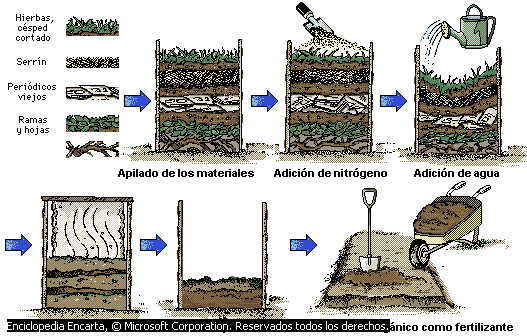 Hierbas,
césped
cortado
Serrín
Periódicos
viejos
Ramas
y hojas
Apilado de los materiales
Adición de nitrógeno
Adición de agua
Enciclopedia Encarta, © Microsoft Corporation. Reservados todos los derechos.
ánico como fertilizante